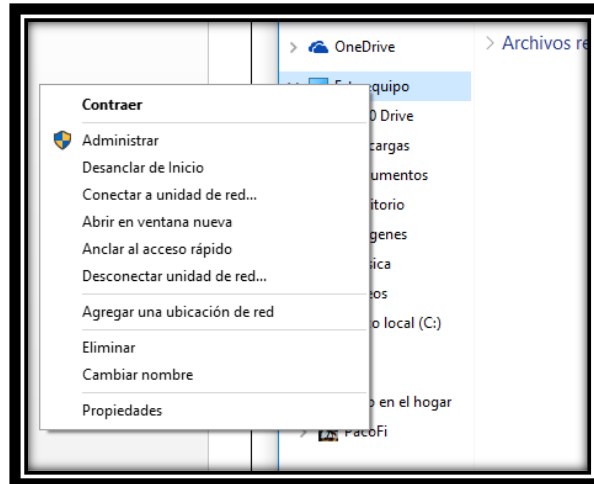 Contraer
Administrar
Desanclar de Inicio
Conectar a unidad de red...
Abrir en ventana nueva
Anclar al acceso rápido
Desconectar unidad de red...
Agregar una ubicación de red
Eliminar
Cambiar nombre
Propiedades
OneDrive
quipo
Drive
cargas
umentos
itorio
genes
sica
eos
o local (C:)
en el hogar
PacoFi
Archivos re